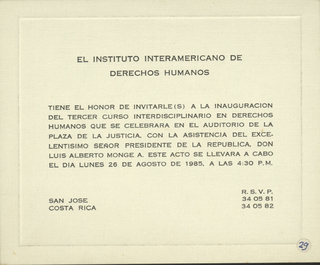 EL INSTITUTO INTERAMERICANO DE
DERECHOS HUMANOS
TIENE EL HONOR DE INVITARLE(S) A LA INAUGURACION
DEL TERCER CURSO INTERDISCIPLINARIO EN DERECHOS
HUMANOS QUE SE CELEBRARA EN EL AUDITORIO DE LA
PLAZA DE LA JUSTICIA, CON LA ASISTENCIA DEL EXCE-
LENTISIMO SEÑOR PRESIDENTE DE LA REPUBLICA, DON
LUIS ALBERTO MONGE A. ESTE ACTO SE LLEVARA A CABO
EL DIA LUNES 26 DE AGOSTO DE 1985, A LAS 4:30 P.M.
R. S. V. P.
SAN JOSE 34 05 81
COSTA RICA 34 05 82
29